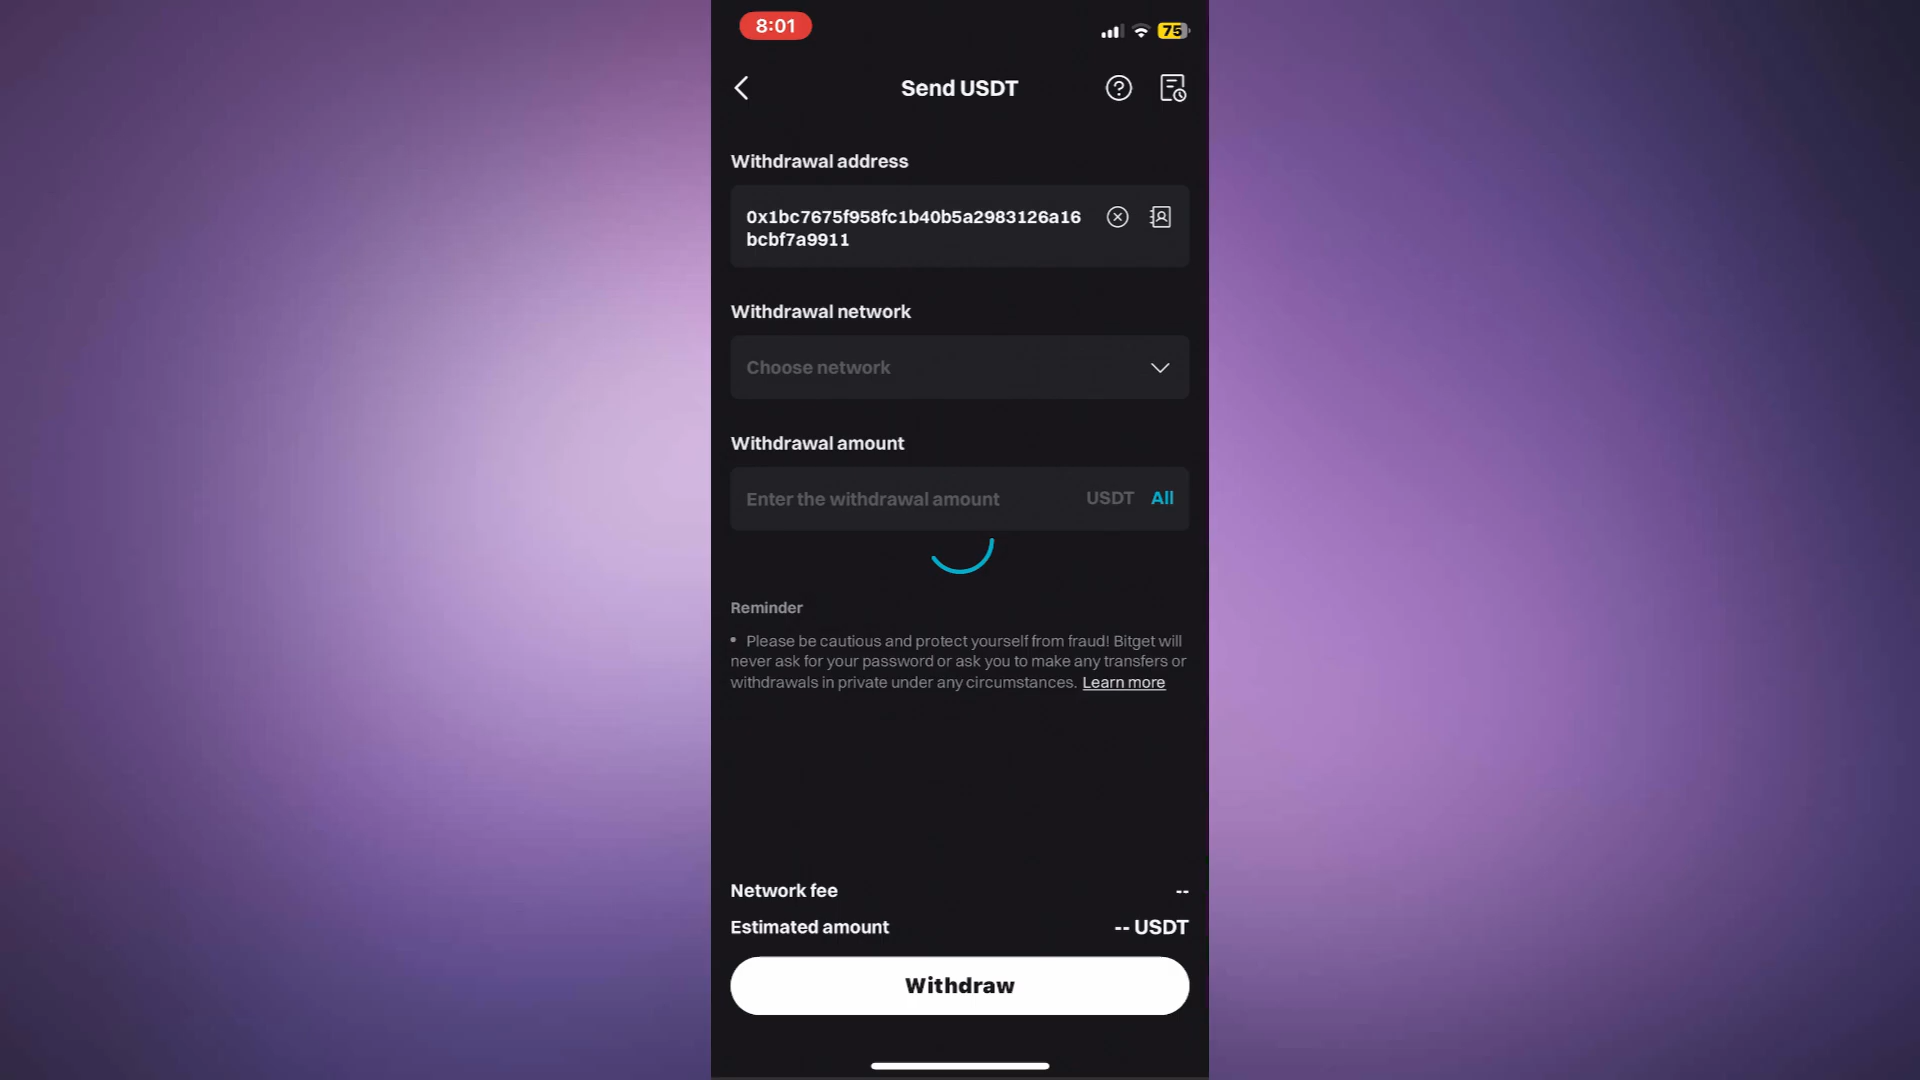 8:01
75
Send USDT
Withdrawal address
0x1bc7675f958fc1b40b5a2983126a16
bcbf7a9911
Withdrawal network
Choose network
Withdrawal amount
Enter the withdrawal amount USDT All
Reminder
• Please be cautious and protect yourself from fraud! Bitget will
never ask for your password or ask you to make any transfers or
withdrawals in private under any circumstances. Learn more
Network fee --
Estimated amount -- USDT
Withdraw